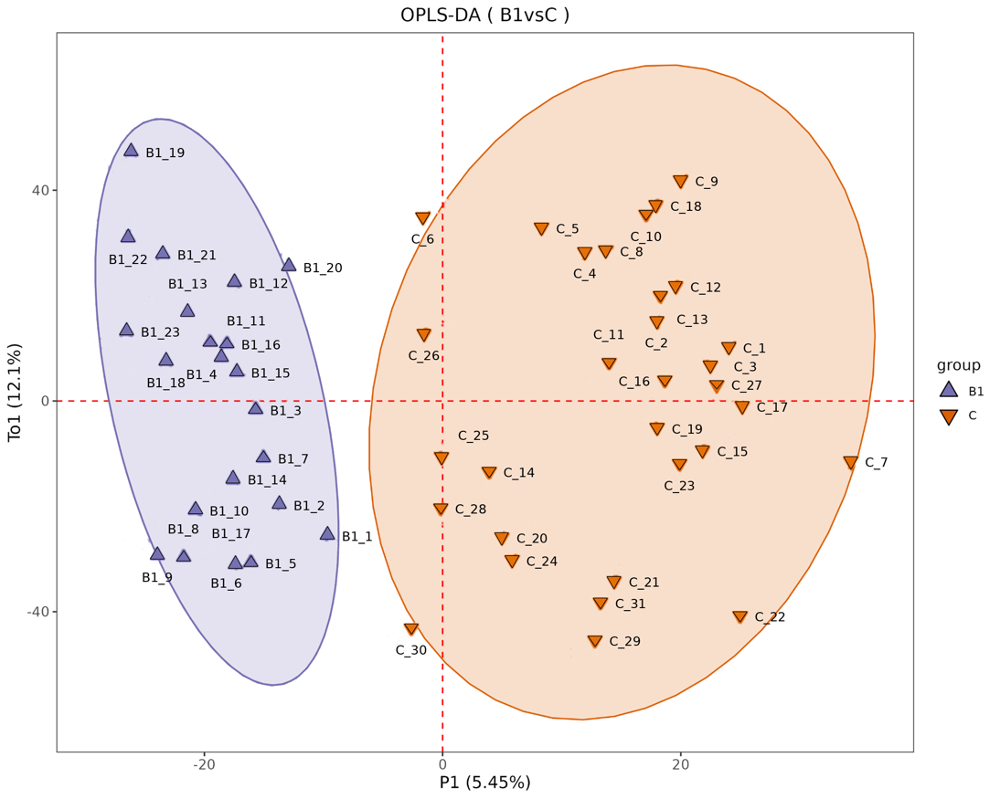 OPLS-DA ( B1vsC )
B1_19
C_9
40
C_18
C_6
C_5
C_10
B1_22
B1_21
C_8
C_4
B1_20
B1_13
B1_12
C_12
B1_11
C_13
B1_23
C_11
C_2
B1_16
C_26
C_1
B1_4
B1_18
B1_15
C_3
C_16
C_27
0
B1_3
C_17
C_25
C_19
B1_7
C_15
C_7
B1_14
C_14
C_23
B1_2
B1_10
C_28
B1_8
B1_17
B1_1
C_20
C_24
B1_9
B1_6
B1_5
C_21
C_31
-40
C_22
C_30
C_29
-20
0
20
P1 (5.45%)
To1 (12.1%)
group
B1
C